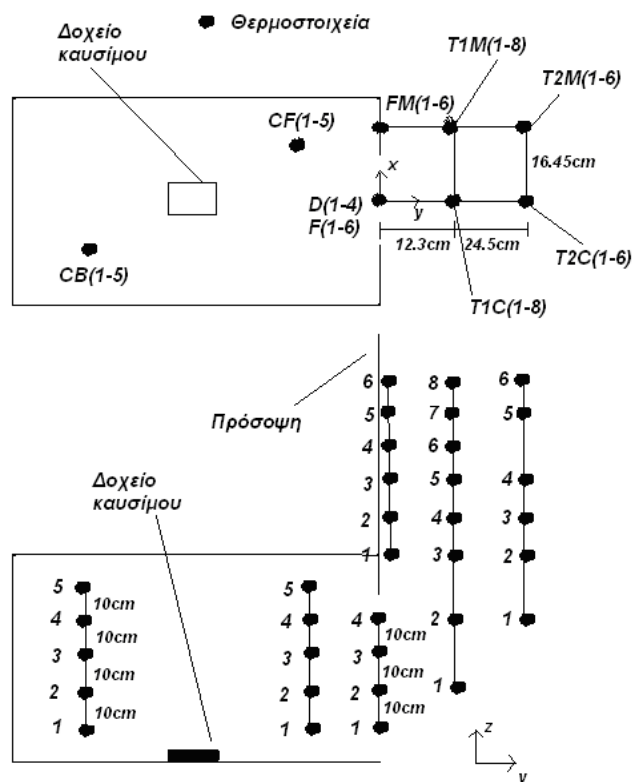 Θερμοστοιχεία
Δοχείο
καυσίμου
T1M(1-8)
T2M(1-6)
FM(1-6)
CF(1-5)
x
16.45cm
D(1-4)
y
F(1-6)
12.3cm
24.5cm
CB(1-5)
T2C(1-6)
T1C(1-8)
6
8
6
5
7
5
Πρόσοψη
4
6
3
5
4
Δοχείο
καυσίμου
2
4
3
1
3
2
5
5
10cm
4
4
4
2
1
10cm
10cm
3
3
3
10cm
10cm
2
2
2
1
10cm
10cm
1
1
1
z
y